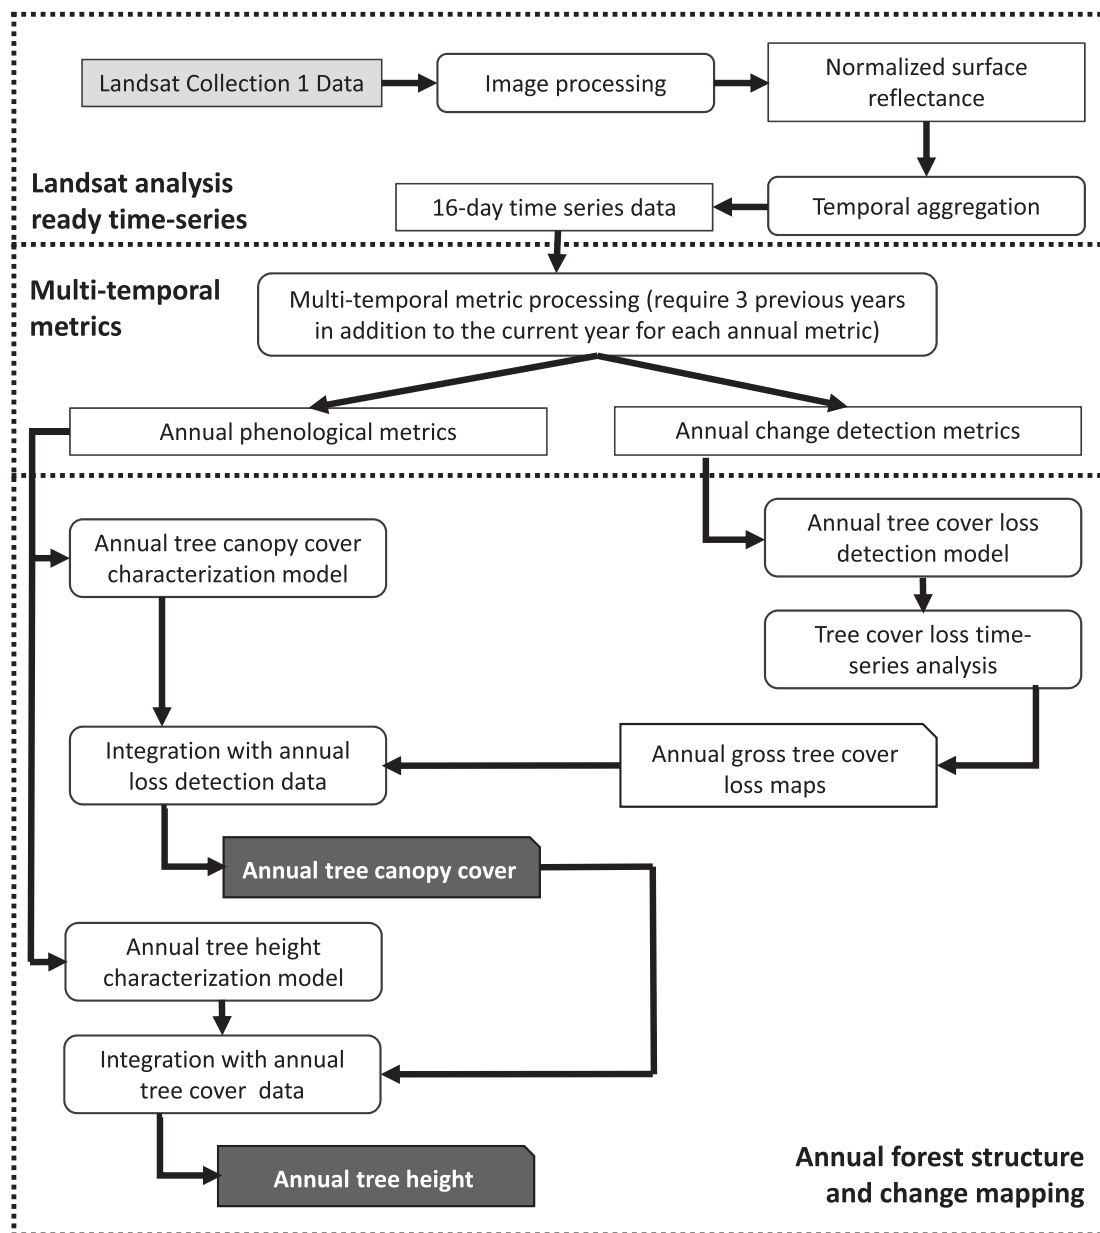 Landsat Collection 1 Data
Image processing
Normalized surface
reflectance
Landsat analysis
ready time-series
16-day time series data
Temporal aggregation
Multi-temporal
metrics
Multi-temporal metric processing (require 3 previous years
in addition to the current year for each annual metric)
Annual phenological metrics
Annual change detection metrics
Annual tree canopy cover
characterization model
Annual tree cover loss
detection model
Tree cover loss time-
series analysis
Integration with annual
loss detection data
Annual gross tree cover
loss maps
Annual tree canopy cover
Annual tree height
characterization model
Integration with annual
tree cover data
Annual tree height
Annual forest structure
and change mapping